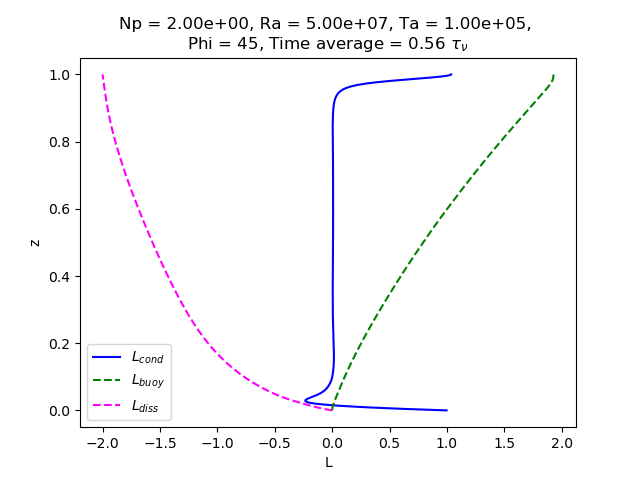 Np = 2.00e+00, Ra = 5.00e+07, Ta = 1.00e+05,
Phi = 45, Time average = 0.56 τ_ν
1.0
0.8
0.6
0.4
0.2
0.0
z
L_cond
L_buoy
L_diss
−2.0 −1.5 −1.0 −0.5 0.0 0.5 1.0 1.5 2.0
L